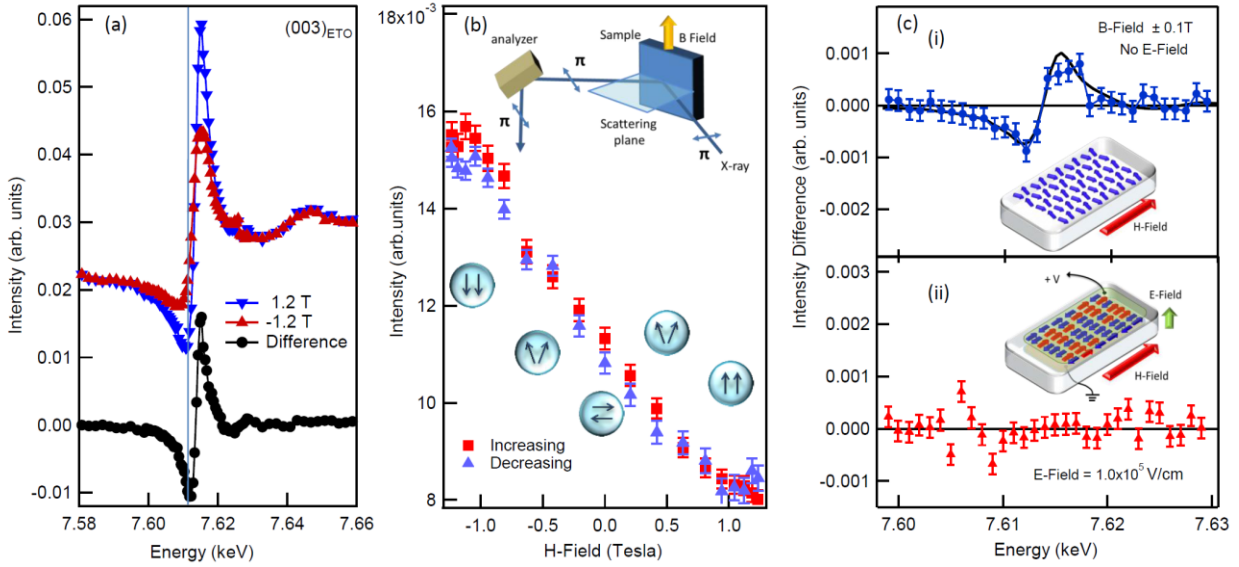 (a)
(003)ETO
0.06
0.05
0.04
0.03
0.02
0.01
0.00
-0.01
Intensity (arb. units)
1.2 T
-1.2 T
Difference
7.58
7.60
7.62
7.64
7.66
Energy (keV)
(b)
18x10⁻³
16
14
12
10
8
Intensity (arb.units)
analyzer
Sample
B Field
π
π
π
Scattering
plane
X-ray
Increasing
Decreasing
-1.0
-0.5
0.0
0.5
1.0
H-Field (Tesla)
(c)
(i)
B-Field ± 0.1T
No E-Field
0.001
0.000
-0.001
-0.002
H-Field
Intensity Difference (arb. units)
(ii)
0.003
0.002
0.001
0.000
-0.001
+V
E-Field
H-Field
E-Field = 1.0x10⁵ V/cm
7.60
7.61
7.62
7.63
Energy (keV)